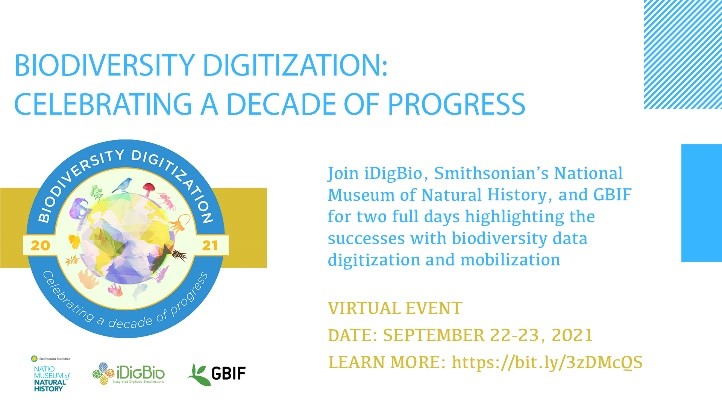 BIODIVERSITY DIGITIZATION:
CELEBRATING A DECADE OF PROGRESS
BIODIVERSITY DIGITIZATION
20 21
Celebrating a decade of progress
Join iDigBio, Smithsonian's National
Museum of Natural History, and GBIF
for two full days highlighting the
successes with biodiversity data
digitization and mobilization
VIRTUAL EVENT
DATE: SEPTEMBER 22-23, 2021
LEARN MORE: https://bit.ly/3zDMcQS
NATIO
MUSEUM of
NATURAL
HISTORY
iDigBio
GBIF